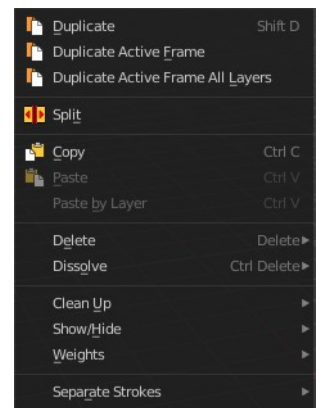 Duplicate Shift D
Duplicate Active Frame
Duplicate Active Frame All Layers
Split
Copy Ctrl C
Paste Ctrl V
Paste by Layer Ctrl V
Delete Delete
Dissolve Ctrl Delete
Clean Up
Show/Hide
Weights
Separate Strokes